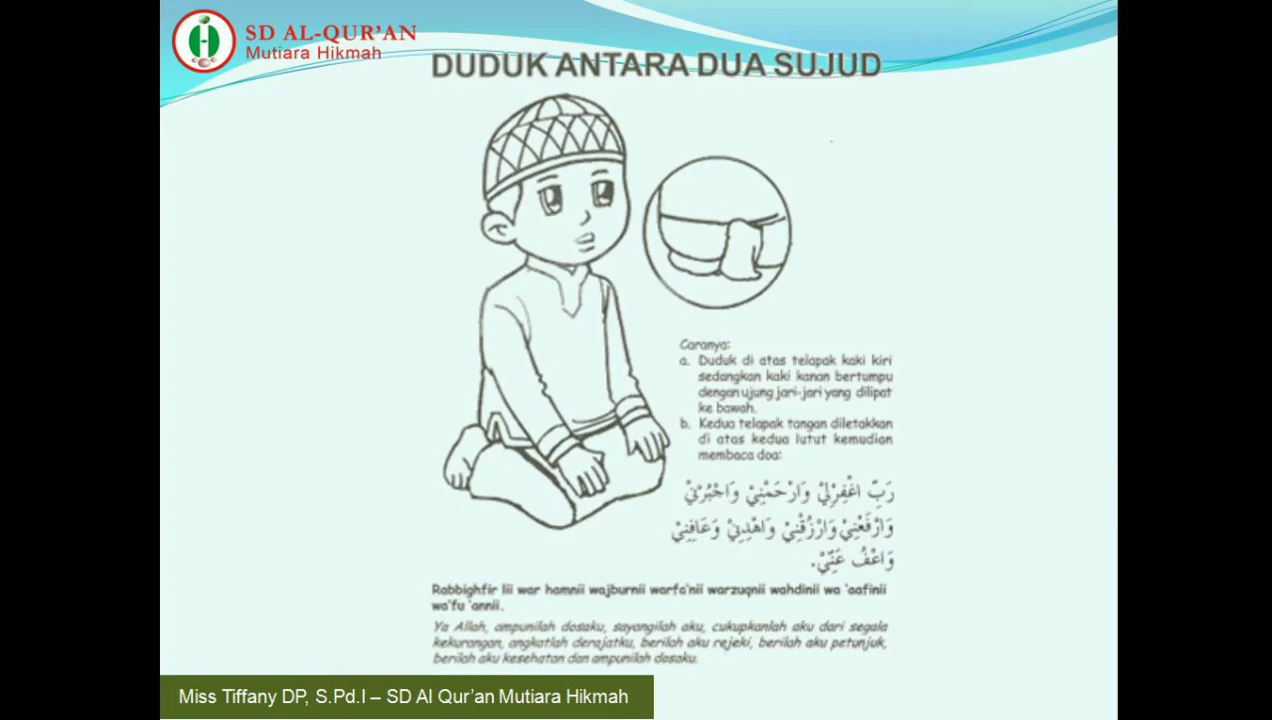 SD AL-QUR'AN
Mutiara Hikmah
DUDUK ANTARA DUA SUJUD
Caranya:
a. Duduk di atas telapak kaki kiri
sedangkan kaki kanan bertumpu
dengan ujung jari-jari yang dilipat
ke bawah.
b. Kedua telapak tangan diletakkan
di atas kedua lutut kemudian
membaca doa:
رَبِّ اغْفِرْلِيْ وَارْحَمْنِيْ وَاجْبُرْنِيْ
وَارْفَعْنِيْ وَارْزُقْنِيْ وَاهْدِنِيْ وَعَافِنِيْ
وَاعْفُ عَنِّيْ.
Rabbighfir lii war hamnii wajburnii warfa'nii warzuqnii wahdinii wa 'aafinii
wa'fu 'annii.
Ya Allah, ampunilah dosaku, sayangilah aku, cukupkanlah aku dari segala
kekurangan, angkatlah derajatku, berilah aku rejeki, berilah aku petunjuk,
berilah aku kesehatan dan ampunilah dosaku.
Miss Tiffany DP, S.Pd.I – SD Al Qur'an Mutiara Hikmah